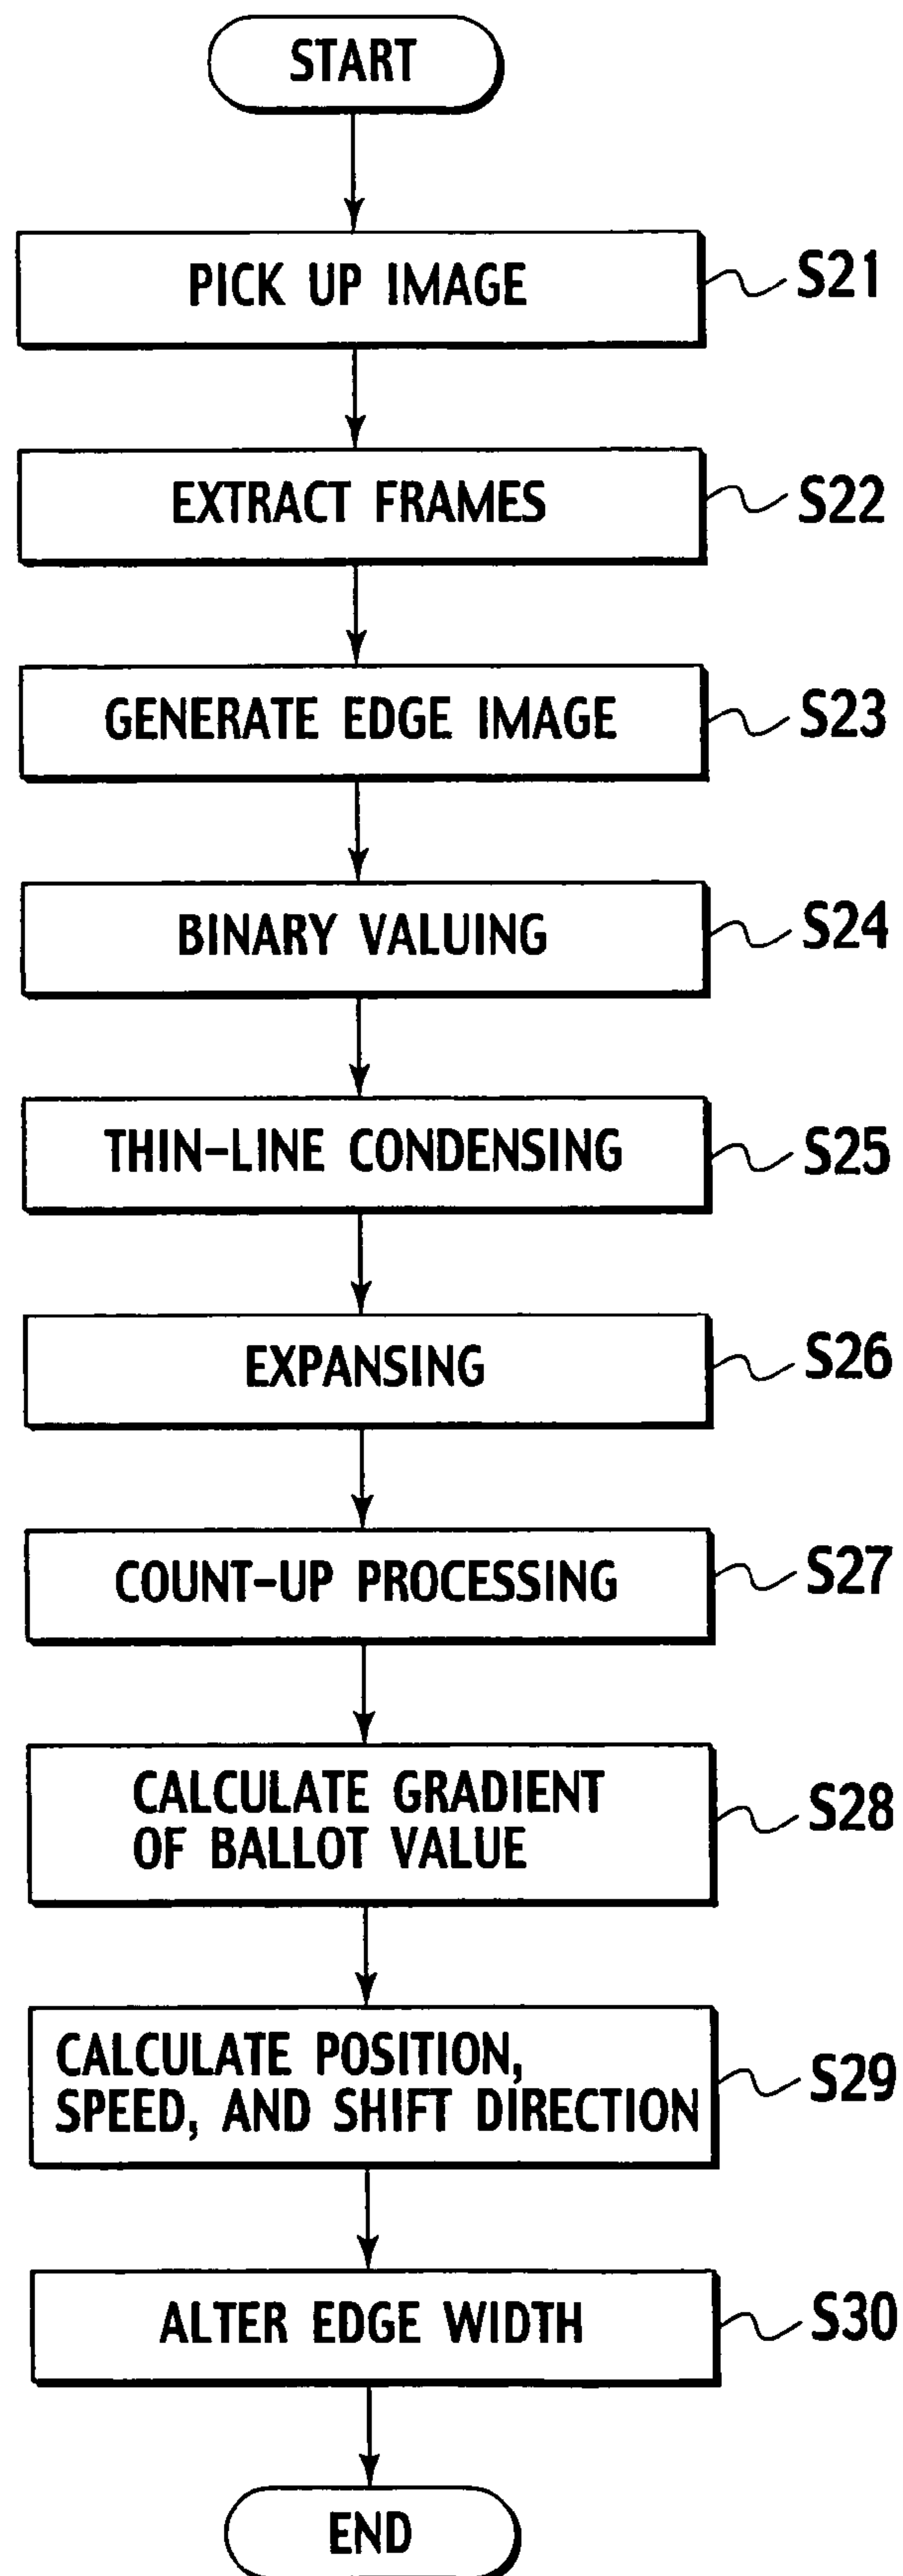 START
PICK UP IMAGE
S21
EXTRACT FRAMES
S22
GENERATE EDGE IMAGE
S23
BINARY VALUING
S24
THIN-LINE CONDENSING
S25
EXPANSING
S26
COUNT-UP PROCESSING
S27
CALCULATE GRADIENT
OF BALLOT VALUE
S28
CALCULATE POSITION,
SPEED, AND SHIFT DIRECTION
S29
ALTER EDGE WIDTH
S30
END